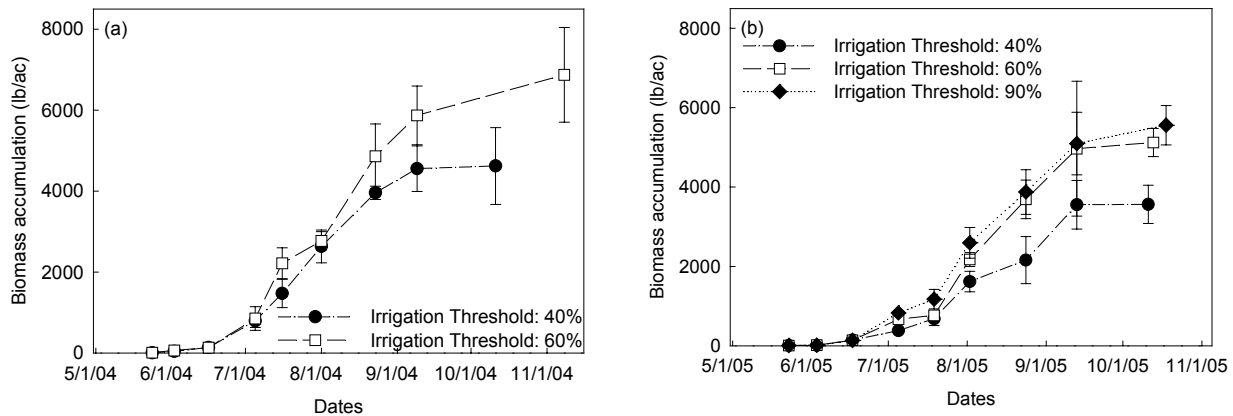 (a)
Biomass accumulation (lb/ac)
8000
6000
4000
2000
0
Irrigation Threshold: 40%
Irrigation Threshold: 60%
5/1/04 6/1/04 7/1/04 8/1/04 9/1/04 10/1/04 11/1/04
Dates
(b)
Biomass accumulation (lb/ac)
8000
6000
4000
2000
0
Irrigation Threshold: 40%
Irrigation Threshold: 60%
Irrigation Threshold: 90%
5/1/05 6/1/05 7/1/05 8/1/05 9/1/05 10/1/05 11/1/05
Dates